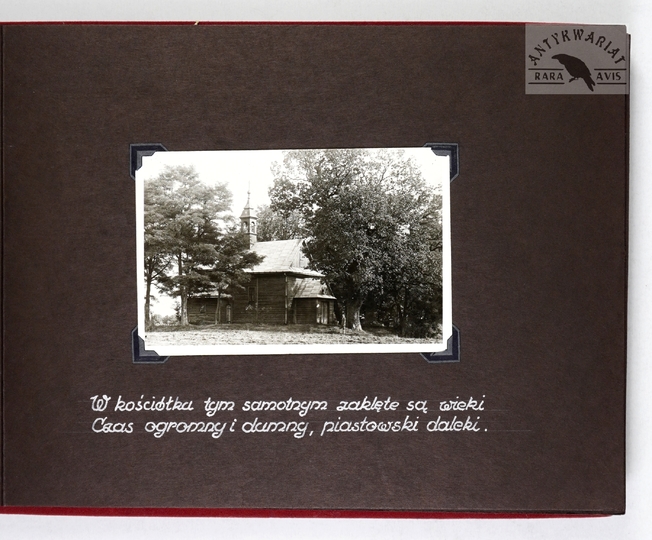 ANTYKWARIAT
RARA AVIS
W kościółku tym samotnym zaklęte są wieki
Czas ogromny i dumny, piastowski daleki.